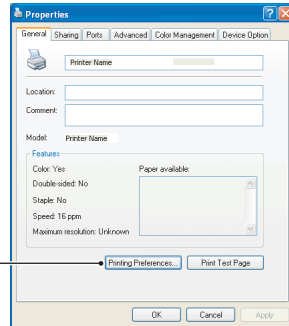 Properties
General Sharing Ports Advanced Color Management Device Option
Printer Name
Location:
Comment:
Model: Printer Name
Features
Color: Yes Paper available:
Double-sided: No
Staple: No
Speed: 16 ppm
Maximum resolution: Unknown
Printing Preferences... Print Test Page
OK Cancel Apply